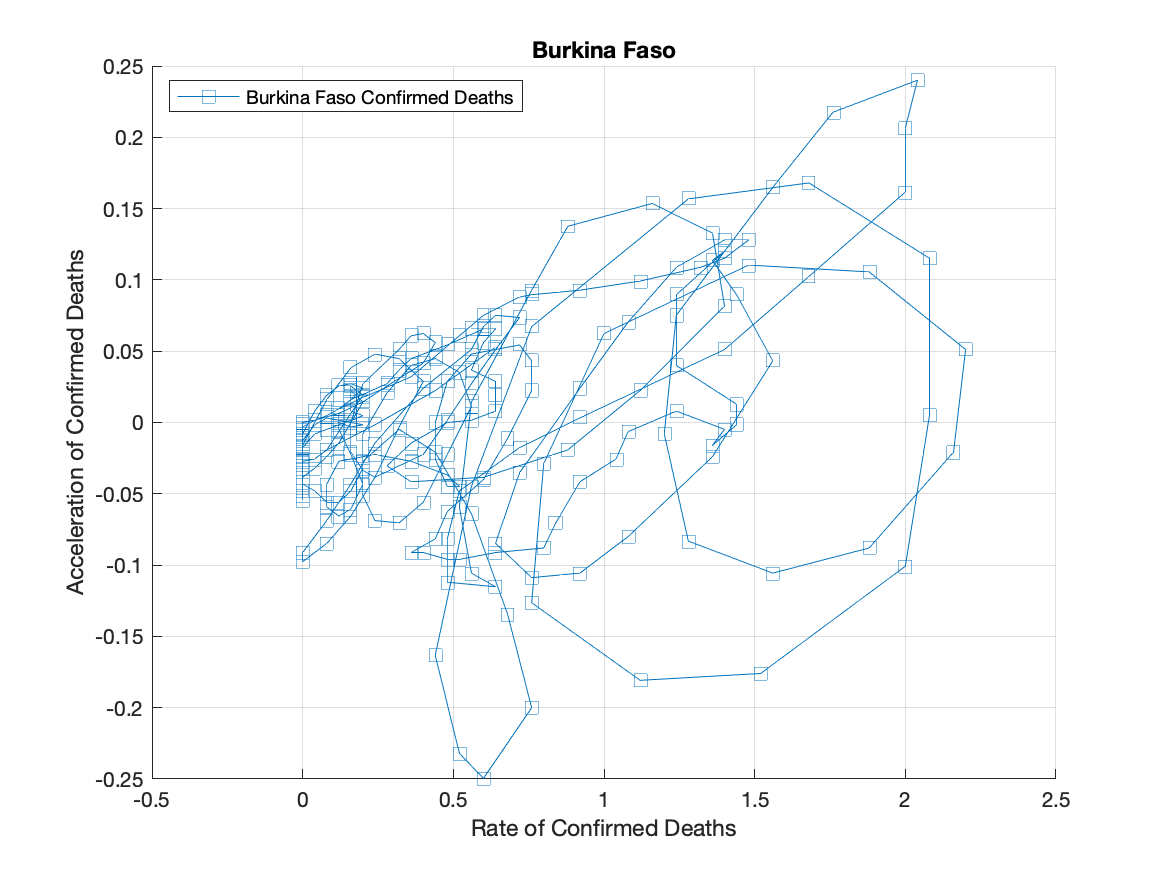 Burkina Faso
Burkina Faso Confirmed Deaths
0.25
0.2
0.15
0.1
0.05
0
-0.05
-0.1
-0.15
-0.2
-0.25
Acceleration of Confirmed Deaths
-0.5 0 0.5 1 1.5 2 2.5
Rate of Confirmed Deaths